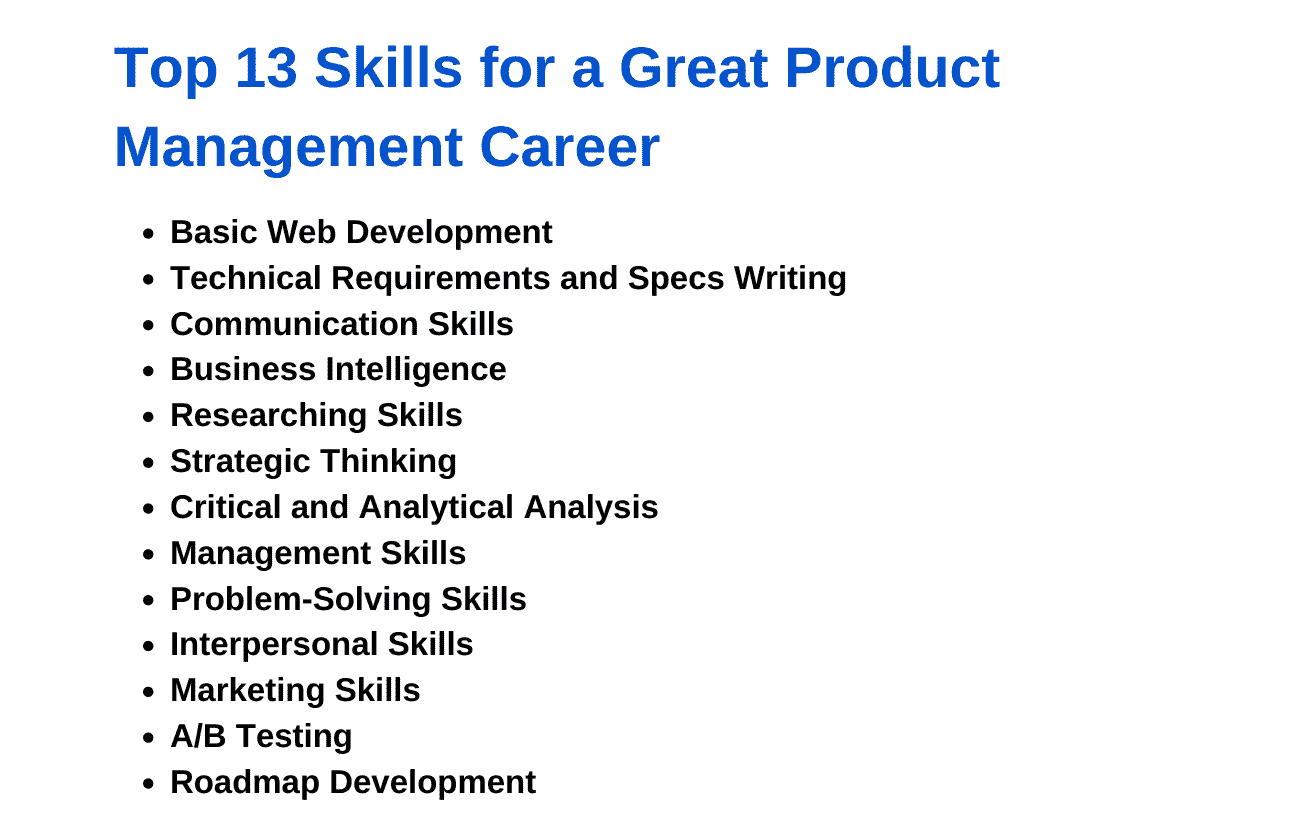 Top 13 Skills for a Great Product
Management Career
• Basic Web Development
• Technical Requirements and Specs Writing
• Communication Skills
• Business Intelligence
• Researching Skills
• Strategic Thinking
• Critical and Analytical Analysis
• Management Skills
• Problem-Solving Skills
• Interpersonal Skills
• Marketing Skills
• A/B Testing
• Roadmap Development